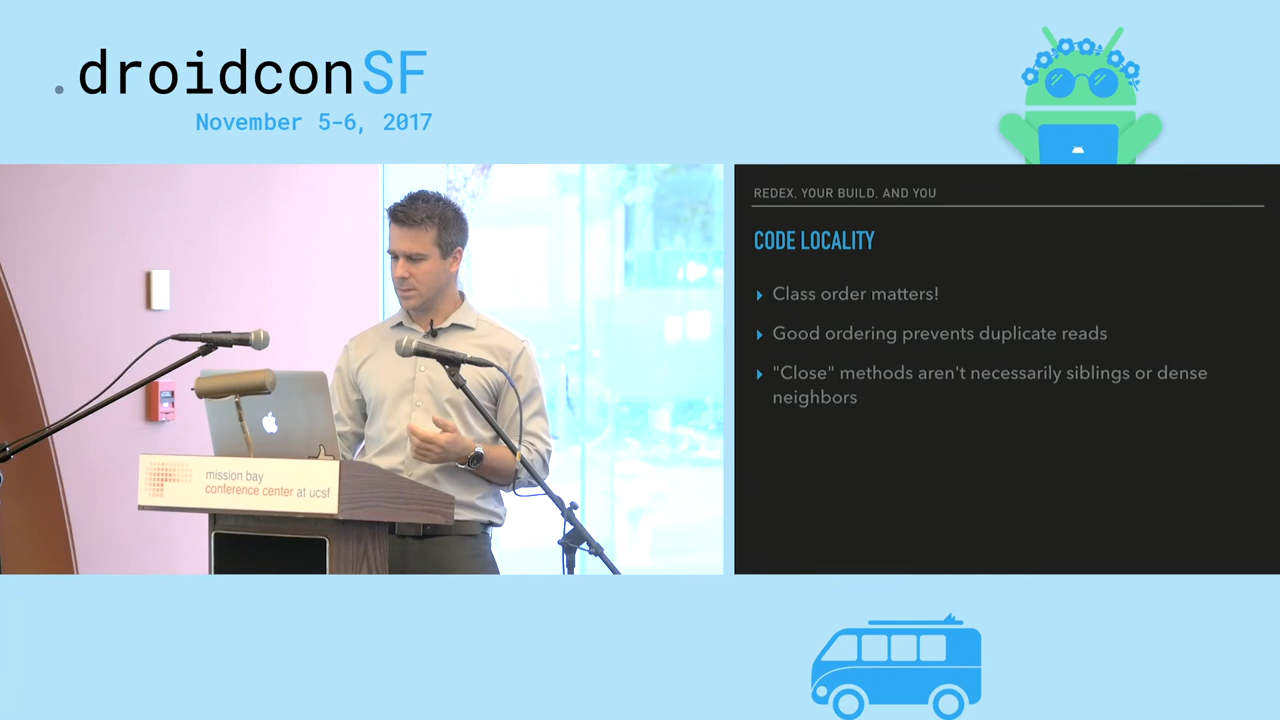 .droidconSF
November 5-6, 2017
REDEX, YOUR BUILD, AND YOU
CODE LOCALITY
Class order matters!
Good ordering prevents duplicate reads
"Close" methods aren't necessarily siblings or dense
neighbors
mission bay
conference center at ucsf